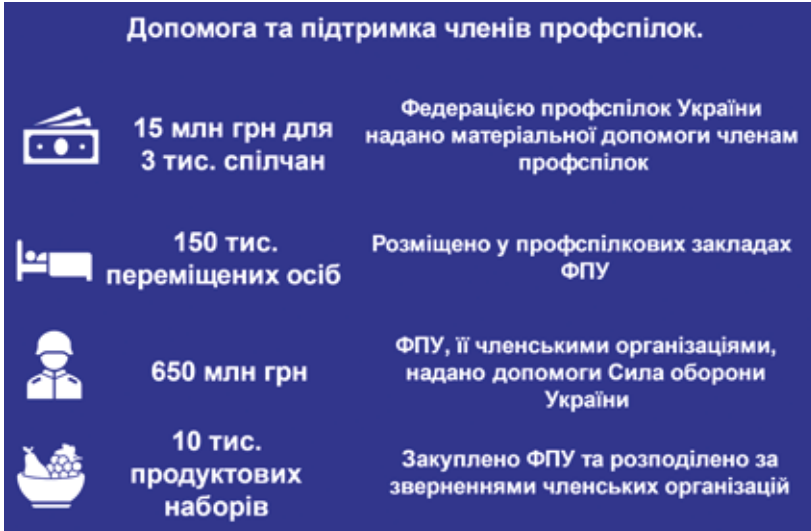 Допомога та підтримка членів профспілок.
15 млн грн для
3 тис. спілчан
Федерацією профспілок України
надано матеріальної допомоги членам
профспілок
150 тис.
переміщених осіб
Розміщено у профспілкових закладах
ФПУ
650 млн грн
ФПУ, її членськими організаціями,
надано допомоги Сила оборони
України
10 тис.
продуктових
наборів
Закуплено ФПУ та розподілено за
зверненнями членських організацій